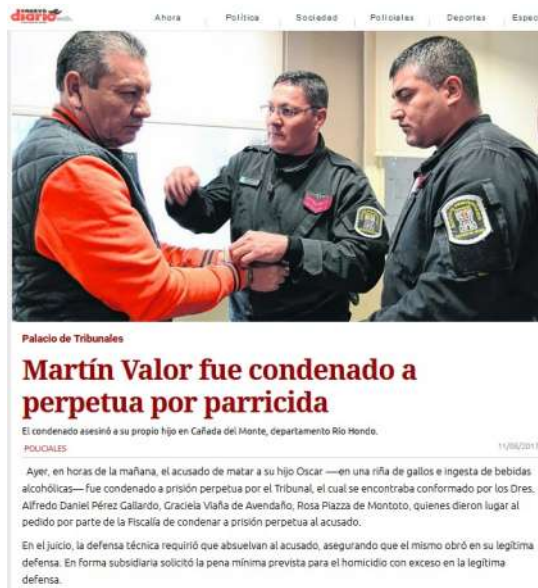 nuevo
diario
Ahora Política Sociedad Policiales Deportes Espec
Palacio de Tribunales
Martín Valor fue condenado a
perpetua por parricida
El condenado asesinó a su propio hijo en Cañada del Monte, departamento Río Hondo.
POLICIALES 11/08/2017
Ayer, en horas de la mañana, el acusado de matar a su hijo Oscar —en una riña de gallos e ingesta de bebidas
alcohólicas— fue condenado a prisión perpetua por el Tribunal, el cual se encontraba conformado por los Dres.
Alfredo Daniel Pérez Gallardo, Graciela Viaña de Avendaño, Rosa Piazza de Montoto, quienes dieron lugar al
pedido por parte de la Fiscalía de condenar a prisión perpetua al acusado.
En el juicio, la defensa técnica requirió que absuelvan al acusado, asegurando que el mismo obró en su legítima
defensa. En forma subsidiaria solicitó la pena mínima prevista para el homicidio con exceso en la legítima
defensa.